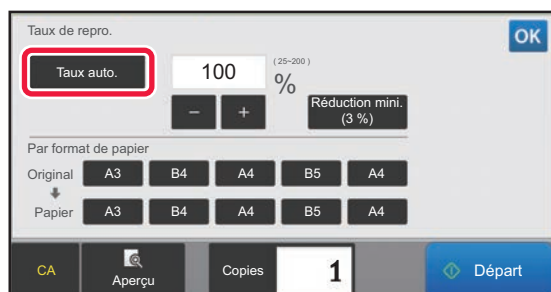 Taux de repro.
OK
Taux auto.
100
(25~200)
%
−
+
Réduction mini.
(3 %)
Par format de papier
Original
A3
B4
A4
B5
A4
Papier
A3
B4
A4
B5
A4
CA
Aperçu
Copies
1
Départ